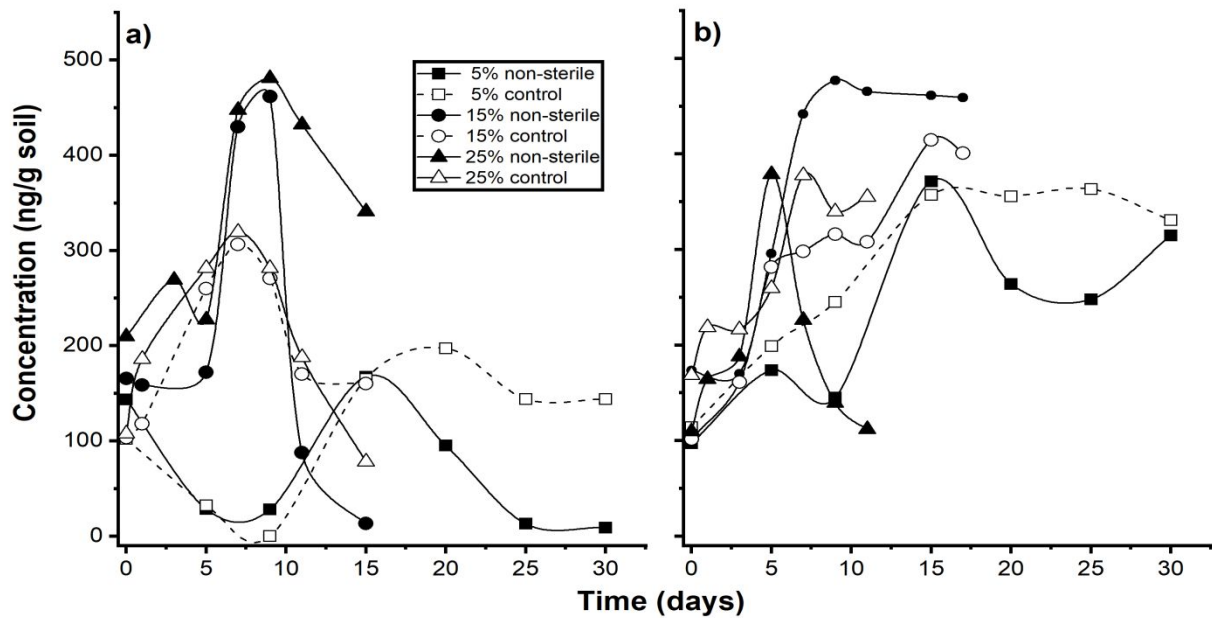 a)
b)
500
400
300
200
100
0
Concentration (ng/g soil)
5% non-sterile
5% control
15% non-sterile
15% control
25% non-sterile
25% control
0 5 10 15 20 25 30
0 5 10 15 20 25 30
Time (days)